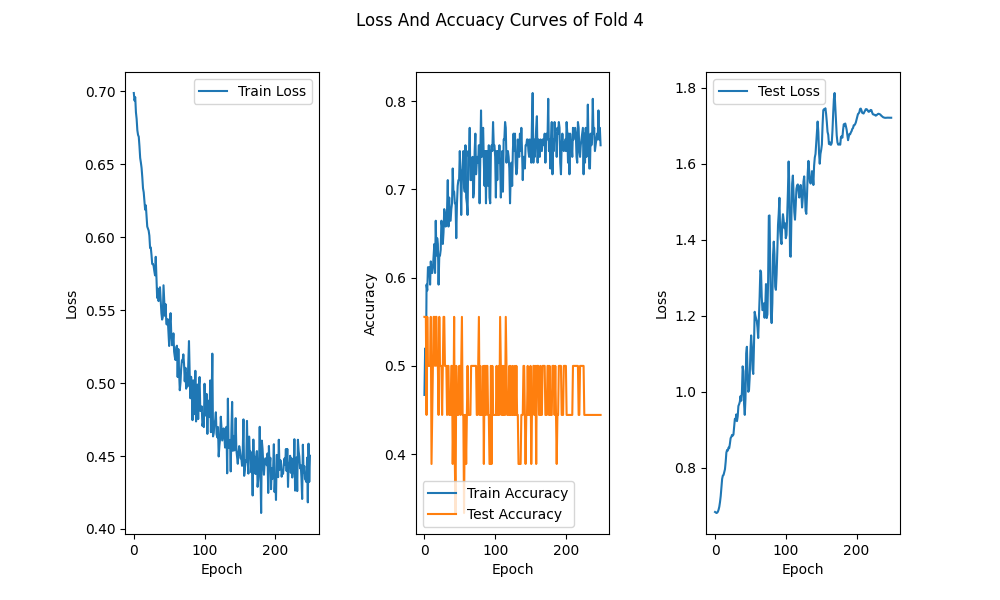 Loss And Accuacy Curves of Fold 4
Train Loss
0.70
0.65
0.60
0.55
0.50
0.45
0.40
Loss
0
100
200
Epoch
0.8
0.7
0.6
0.5
0.4
Accuracy
Train Accuracy
Test Accuracy
0
100
200
Epoch
Test Loss
1.8
1.6
1.4
1.2
1.0
0.8
Loss
0
100
200
Epoch